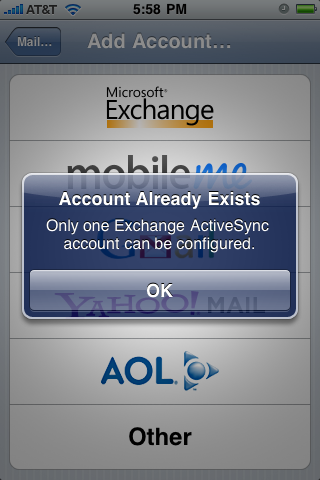 AT&T 5:58 PM
Mail... Add Account...
Microsoft®
Exchange
mobileme
Account Already Exists
Only one Exchange ActiveSync
account can be configured.
Gmail
OK
YAHOO! MAIL
AOL®
Other